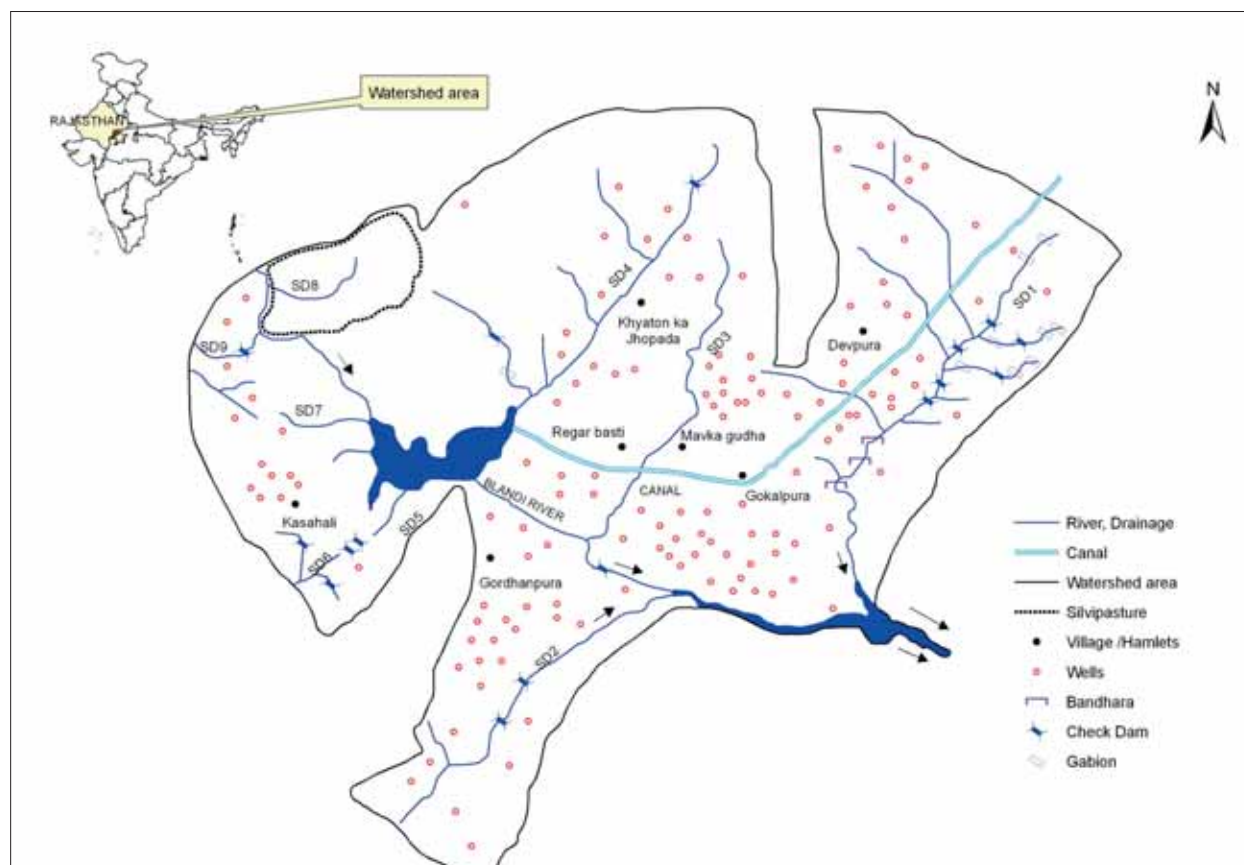 Watershed area
RAJASTHAN
N
SD8
SD4
SD1
Khyaton ka
Jhopada
Devpura
SD3
SD9
SD7
Regar basti
Mavka gudha
BLANDI RIVER
CANAL
Gokalpura
Kasahali
SD5
SD6
Gordhanpura
SD2
River, Drainage
Canal
Watershed area
Silvipasture
Village /Hamlets
Wells
Bandhara
Check Dam
Gabion